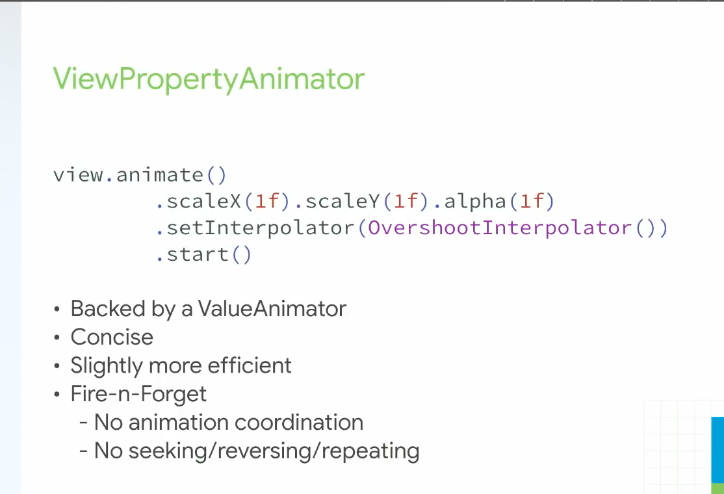 ViewPropertyAnimator
view.animate()
.scaleX(1f).scaleY(1f).alpha(1f)
.setInterpolator(OvershootInterpolator())
.start()
• Backed by a ValueAnimator
• Concise
• Slightly more efficient
• Fire-n-Forget
- No animation coordination
- No seeking/reversing/repeating